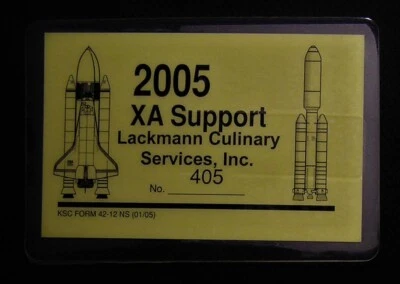 2005
XA Support
Lackmann Culinary
Services, Inc.
No. 405
KSC FORM 42-12 NS (01/05)